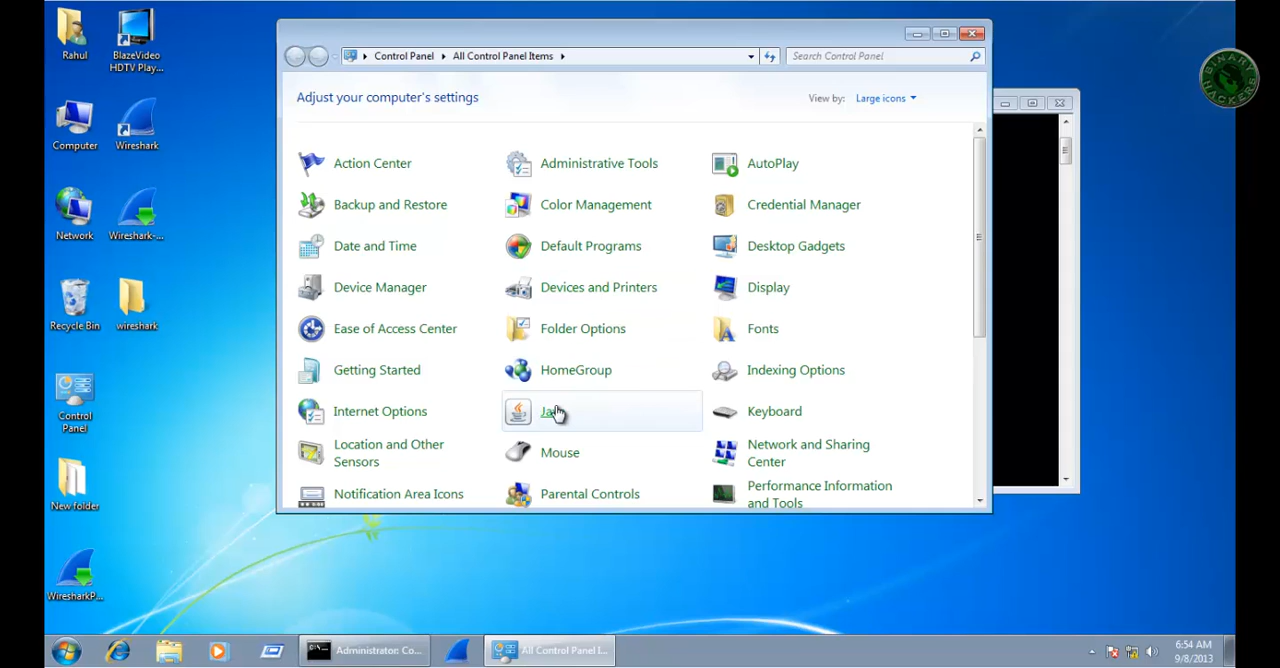 Rahul
BlazeVideo
HDTV Play...
Computer
Wireshark
Network
Wireshark-...
Recycle Bin
wireshark
Control
Panel
New folder
WiresharkP...
Control Panel
All Control Panel Items
Search Control Panel
Adjust your computer's settings
View by: Large icons
Action Center
Administrative Tools
AutoPlay
Backup and Restore
Color Management
Credential Manager
Date and Time
Default Programs
Desktop Gadgets
Device Manager
Devices and Printers
Display
Ease of Access Center
Folder Options
Fonts
Getting Started
HomeGroup
Indexing Options
Internet Options
Keyboard
Location and Other
Sensors
Mouse
Network and Sharing
Center
Notification Area Icons
Parental Controls
Performance Information
and Tools
Administrator: Co...
All Control Panel I...
6:54 AM
9/8/2013
BINARY
HACKERS